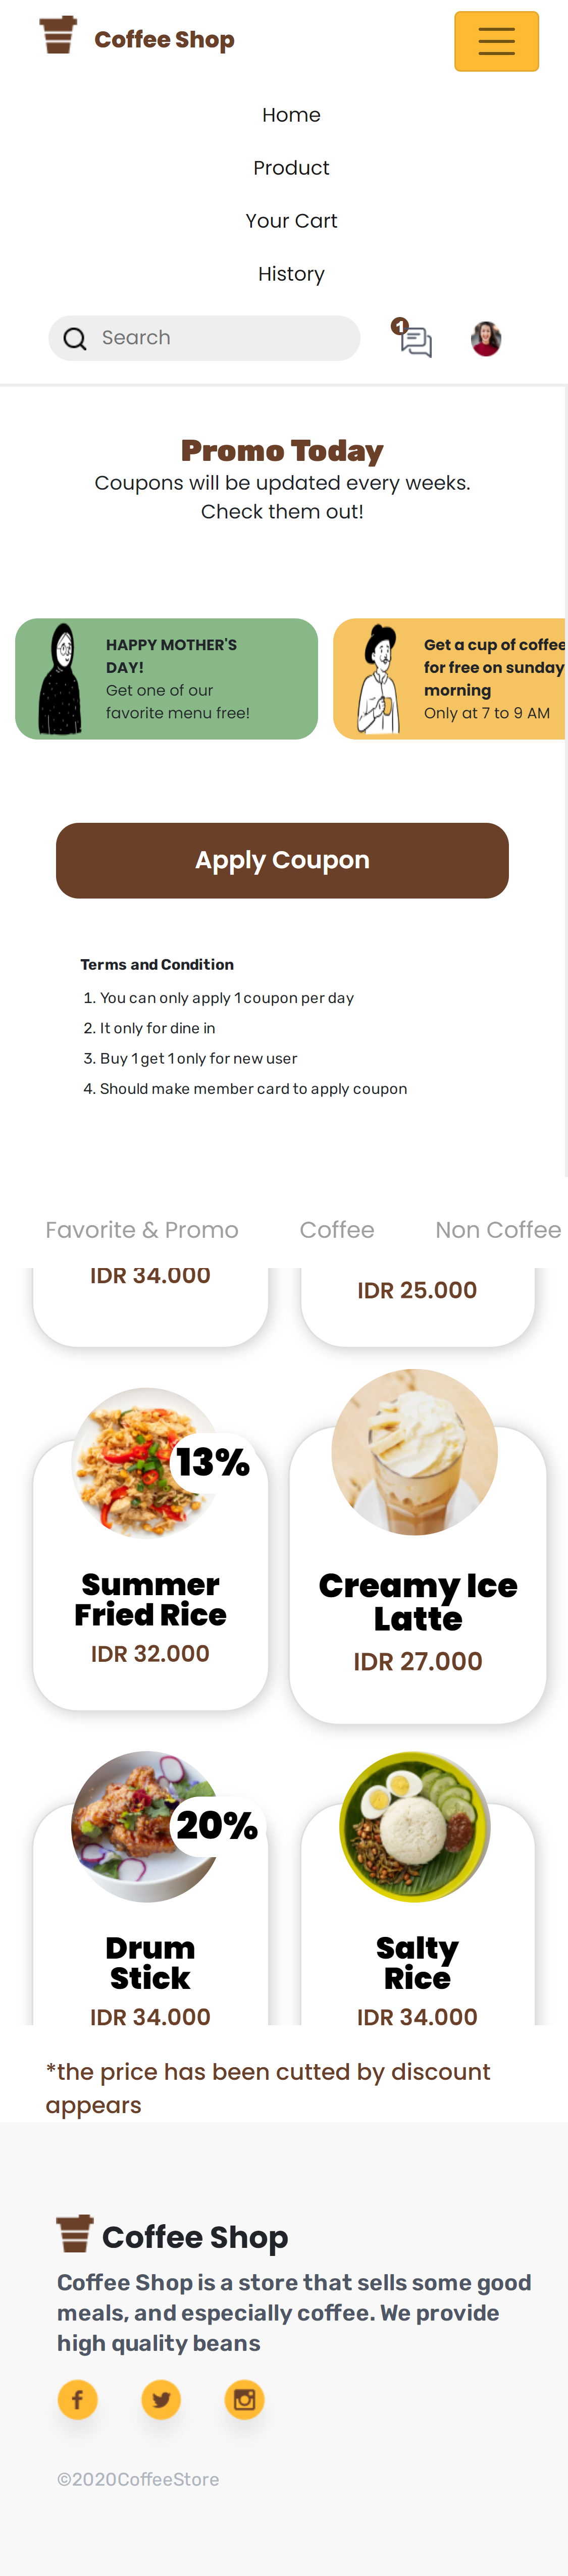 Coffee Shop
Home
Product
Your Cart
History
Search
1
Promo Today
Coupons will be updated every weeks.
Check them out!
HAPPY MOTHER'S
DAY!
Get one of our
favorite menu free!
Get a cup of coffee
for free on sunday
morning
Only at 7 to 9 AM
Apply Coupon
Terms and Condition
1. You can only apply 1 coupon per day
2. It only for dine in
3. Buy 1 get 1 only for new user
4. Should make member card to apply coupon
Favorite & Promo
Coffee
Non Coffee
IDR 34.000
IDR 25.000
13%
Summer
Fried Rice
IDR 32.000
Creamy Ice
Latte
IDR 27.000
20%
Drum
Stick
IDR 34.000
Salty
Rice
IDR 34.000
*the price has been cutted by discount
appears
Coffee Shop
Coffee Shop is a store that sells some good
meals, and especially coffee. We provide
high quality beans
©2020CoffeeStore